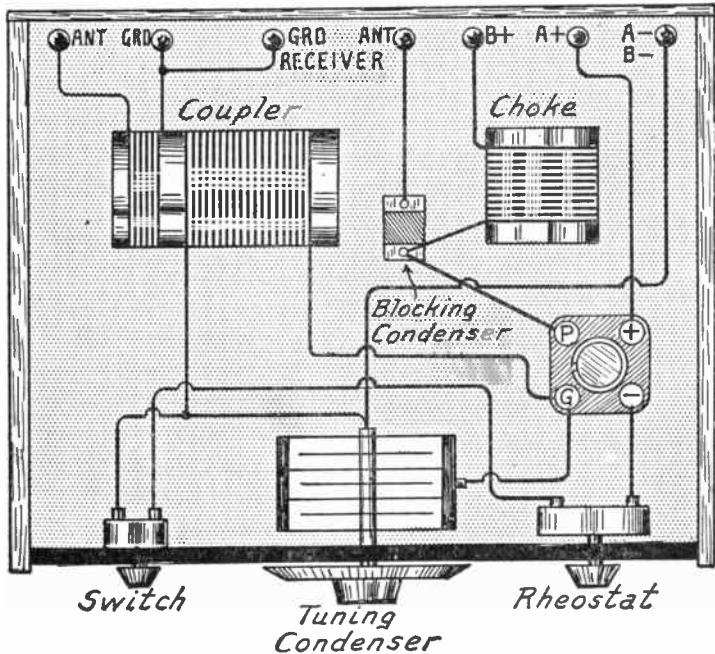 ANT GRD GRD ANT B+ A+ A-
RECEIVER B-
Coupler Choke
Blocking
Condenser
P +
G -
Switch Tuning Rheostat
Condenser